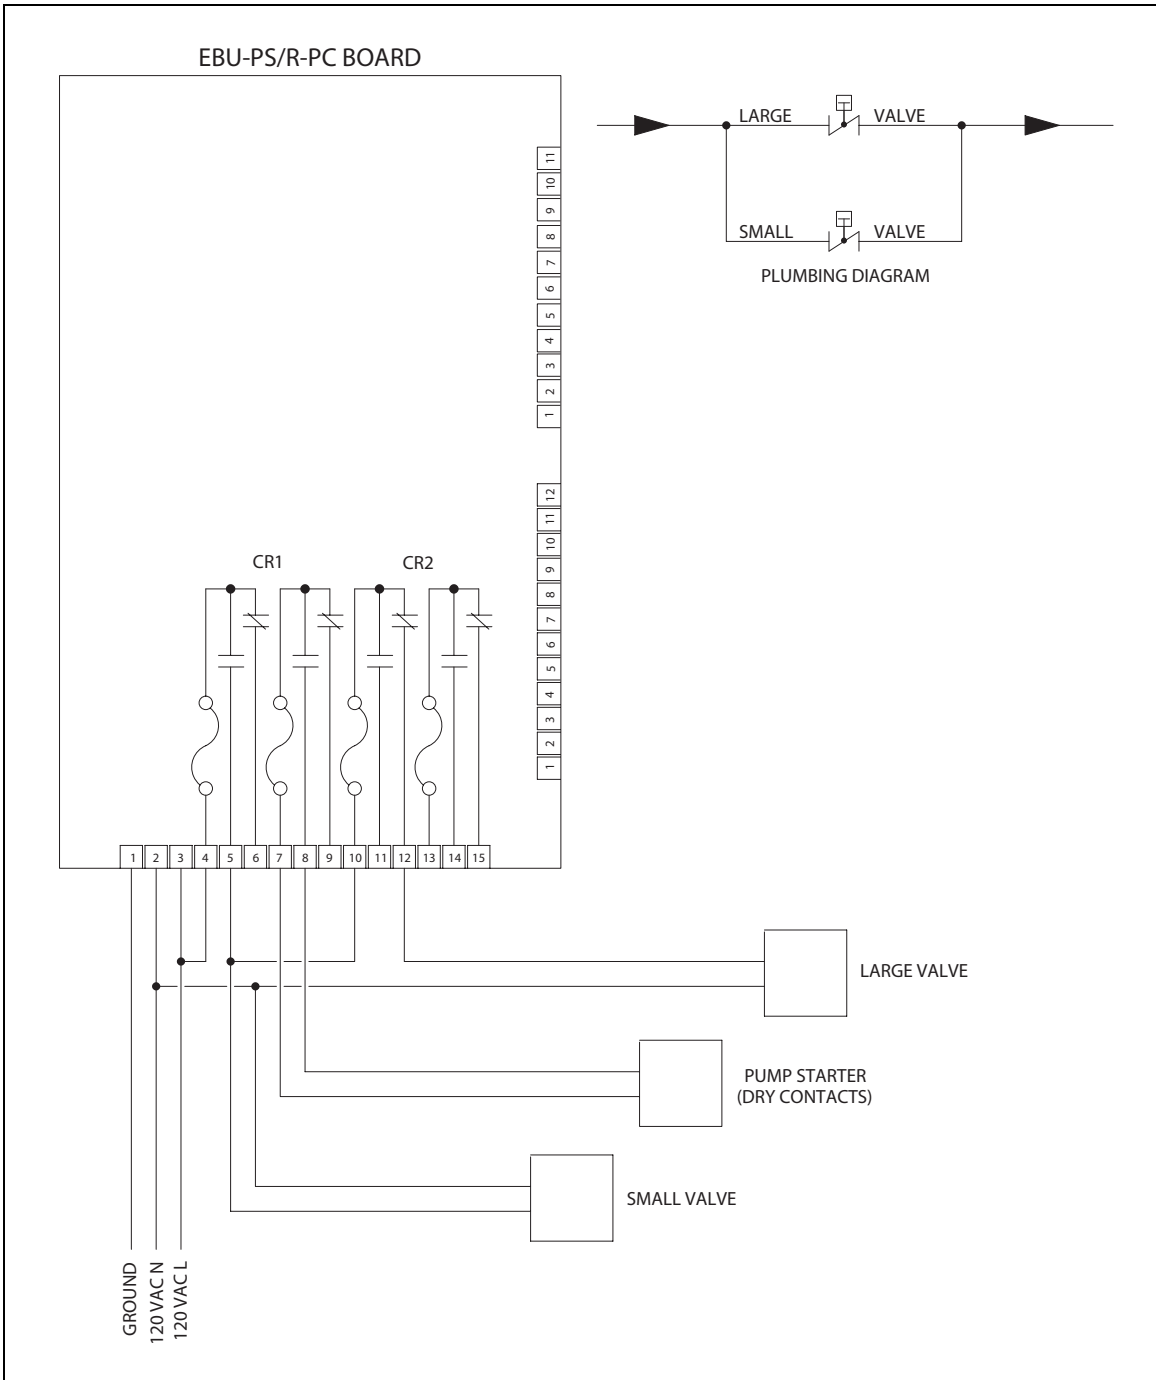 EBU-PS/R-PC BOARD
LARGE VALVE
SMALL VALVE
PLUMBING DIAGRAM
11
10
9
8
7
6
5
4
3
2
1
12
11
10
9
8
7
6
5
4
3
2
1
CR1 CR2
1 2 3 4 5 6 7 8 9 10 11 12 13 14 15
LARGE VALVE
PUMP STARTER
(DRY CONTACTS)
SMALL VALVE
GROUND
120 VAC N
120 VAC L